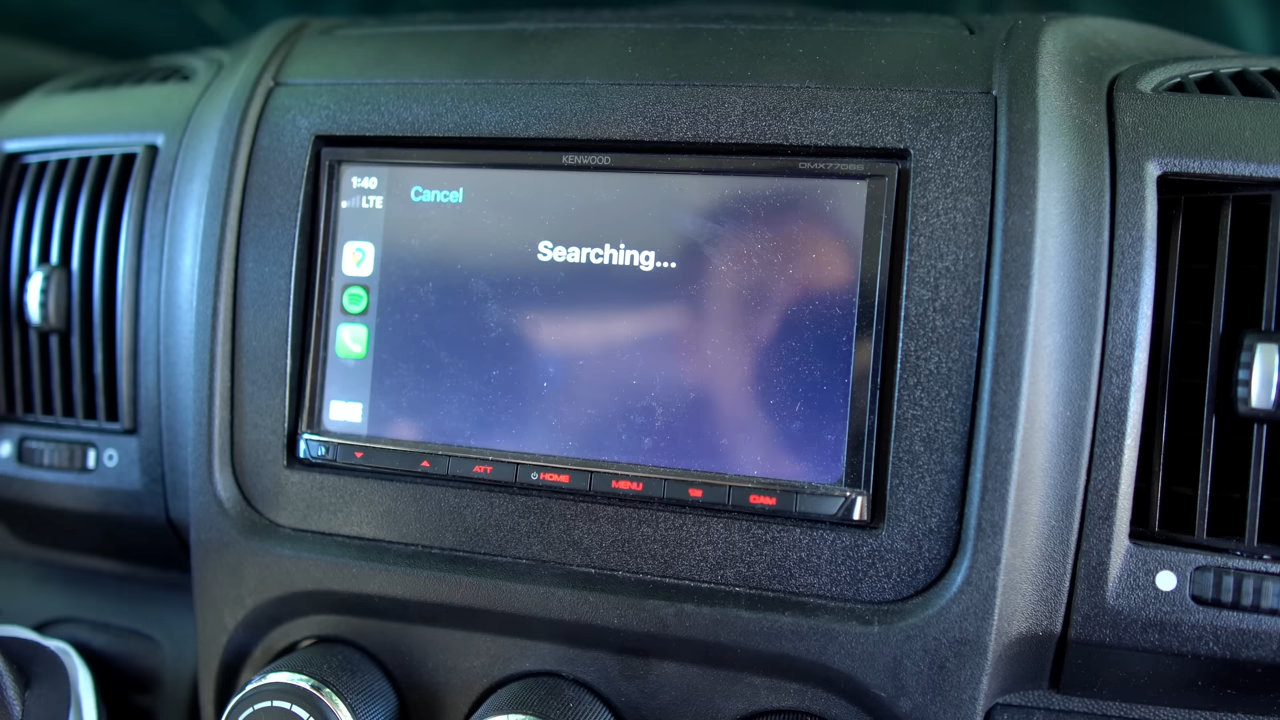 KENWOOD
DMX7706S
1:40
LTE
Cancel
Searching...
ATT
HOME
MENU
CAM